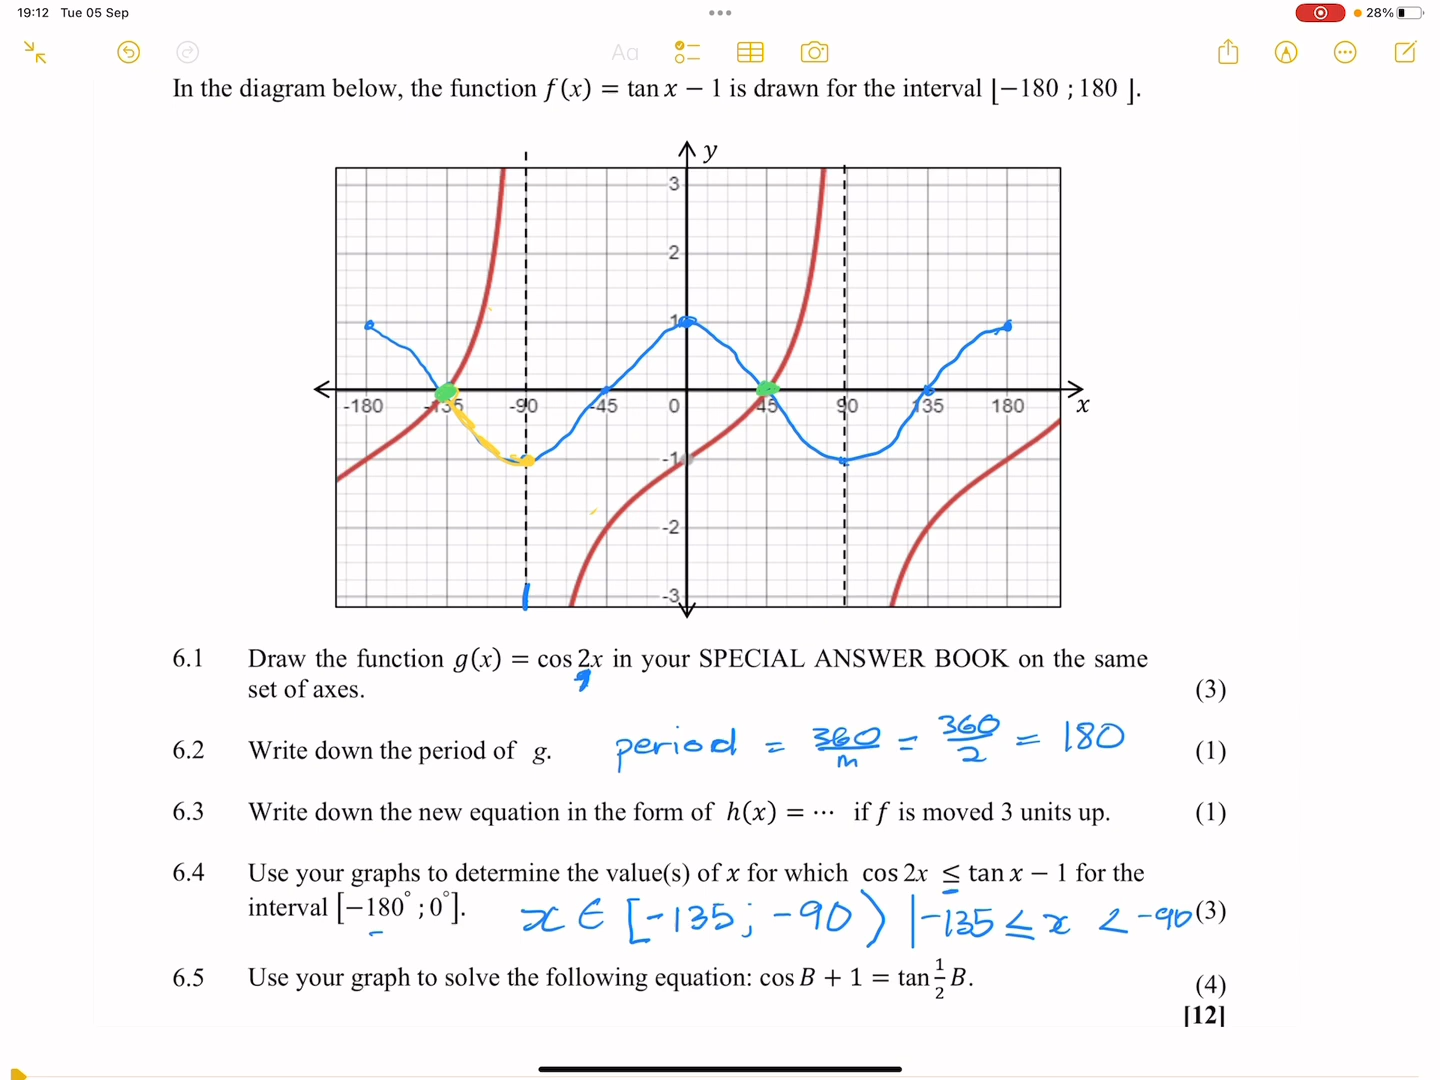 19:12 Tue 05 Sep
28%
Aa
In the diagram below, the function f(x) = tan x − 1 is drawn for the interval ⌊−180 ; 180 ⌋.
y
3
2
1
-180 -135 -90 -45 0 45 90 135 180 x
-1
-2
-3
6.1 Draw the function g(x) = cos 2x in your SPECIAL ANSWER BOOK on the same
set of axes. (3)
6.2 Write down the period of g. period = 360/m = 360/2 = 180 (1)
6.3 Write down the new equation in the form of h(x) = ⋯ if f is moved 3 units up. (1)
6.4 Use your graphs to determine the value(s) of x for which cos 2x ≤ tan x − 1 for the
interval [−180° ; 0°]. x ∈ [-135; -90) | -135 ≤ x < -90 (3)
6.5 Use your graph to solve the following equation: cos B + 1 = tan 1/2 B. (4)
[12]